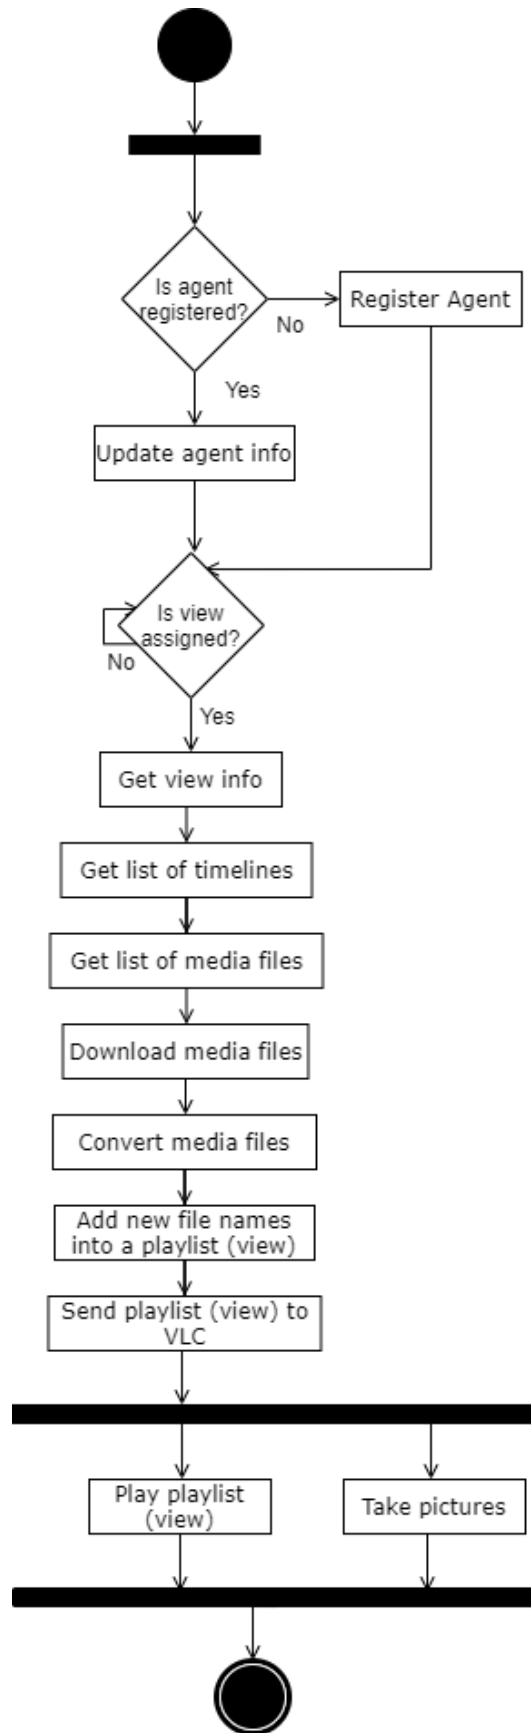 Is agent
registered?
No
Register Agent
Yes
Update agent info
Is view
assigned?
No
Yes
Get view info
Get list of timelines
Get list of media files
Download media files
Convert media files
Add new file names
into a playlist (view)
Send playlist (view) to
VLC
Play playlist
(view)
Take pictures